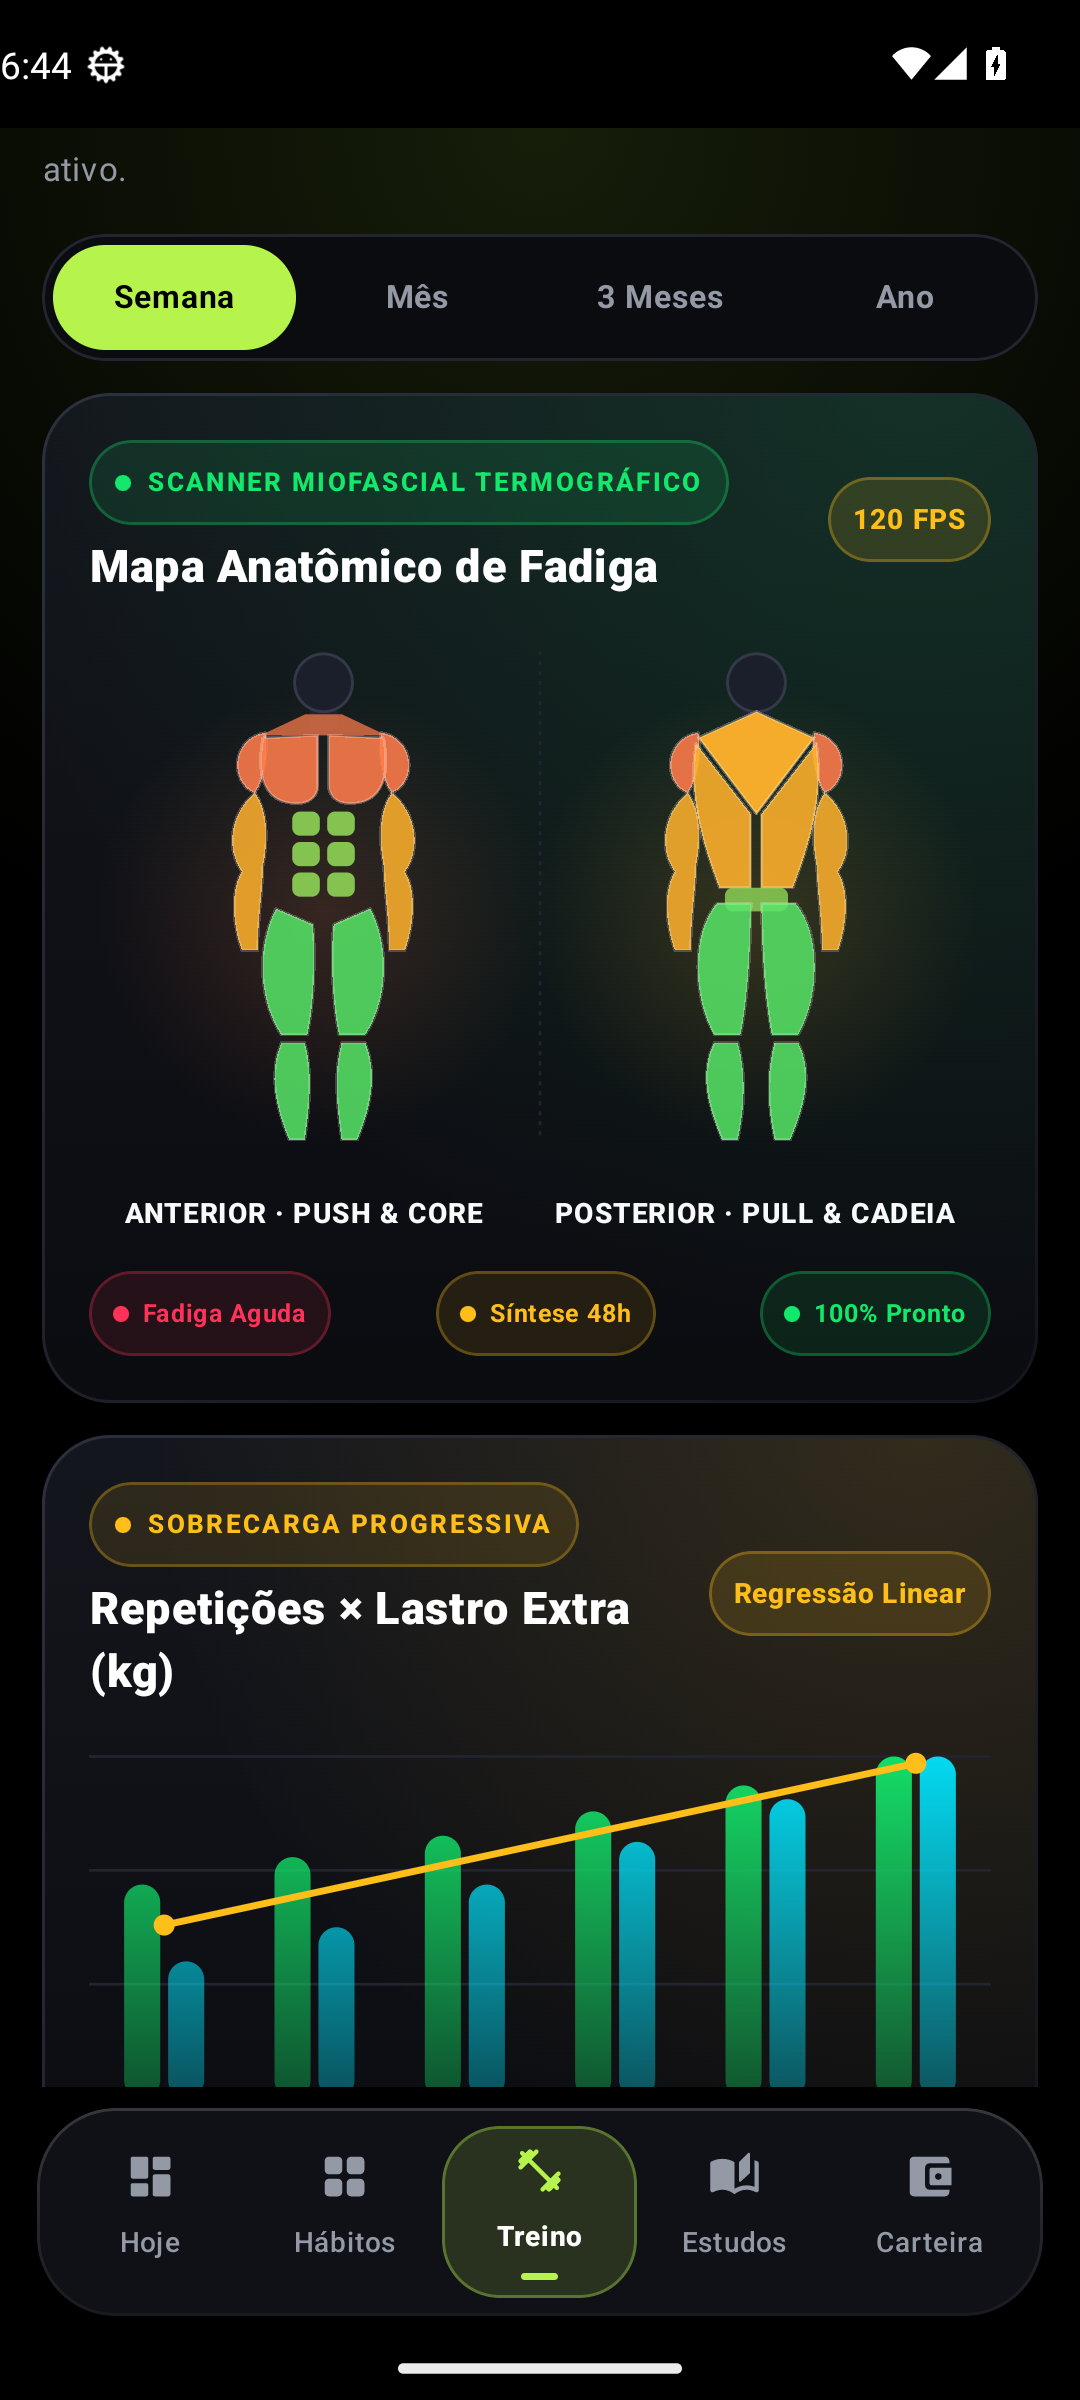 6:44
ativo.
Semana
Mês
3 Meses
Ano
SCANNER MIOFASCIAL TERMOGRÁFICO
120 FPS
Mapa Anatômico de Fadiga
ANTERIOR · PUSH & CORE
POSTERIOR · PULL & CADEIA
Fadiga Aguda
Síntese 48h
100% Pronto
SOBRECARGA PROGRESSIVA
Regressão Linear
Repetições × Lastro Extra
(kg)
Hoje
Hábitos
Treino
Estudos
Carteira